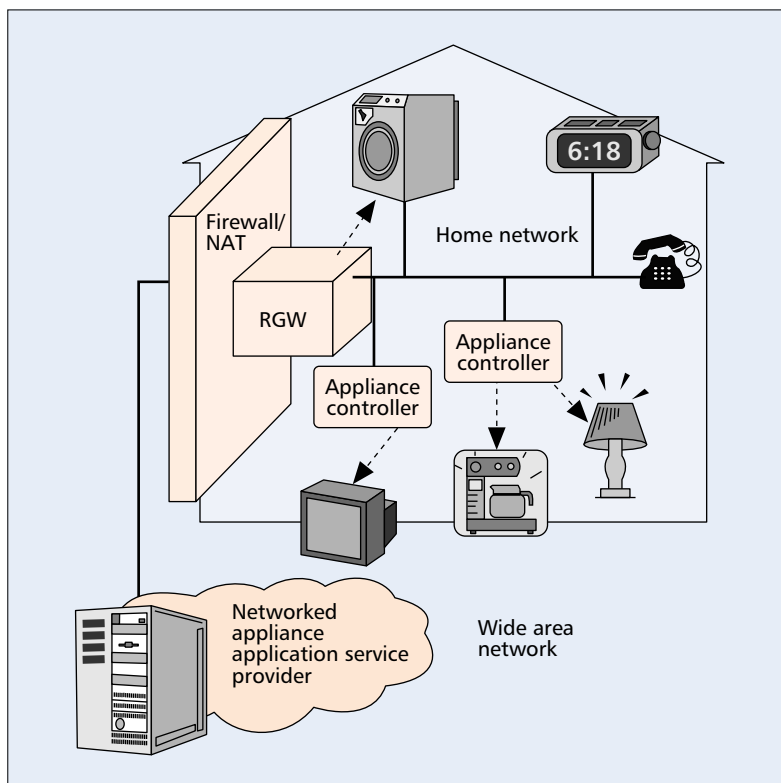 Firewall/
NAT
6:18
Home network
RGW
Appliance
controller
Appliance
controller
Networked
appliance
application service
provider
Wide area
network